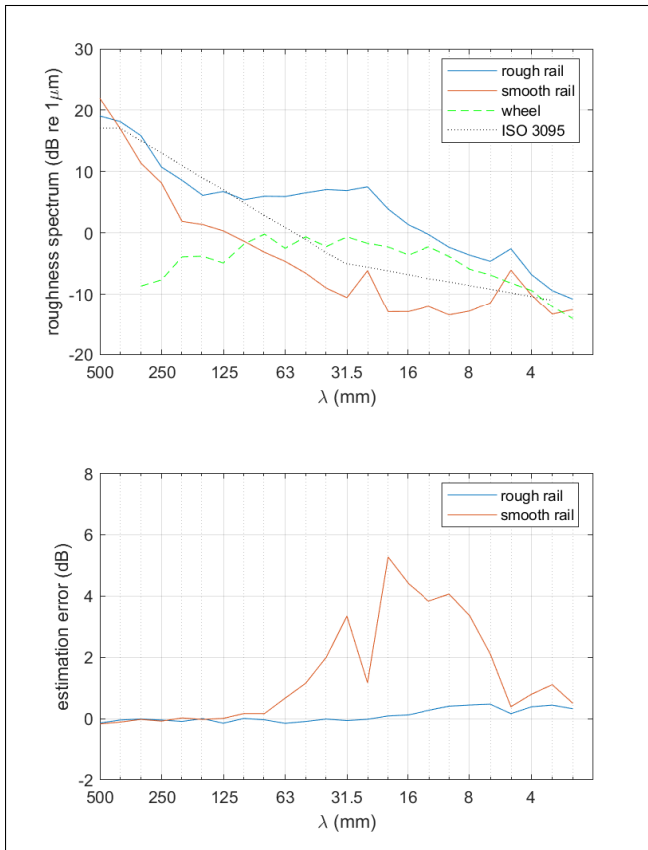 30
20
10
0
-10
-20
roughness spectrum (dB re 1μm)
rough rail
smooth rail
wheel
ISO 3095
500 250 125 63 31.5 16 8 4
λ (mm)
8
6
4
2
0
-2
estimation error (dB)
rough rail
smooth rail
500 250 125 63 31.5 16 8 4
λ (mm)